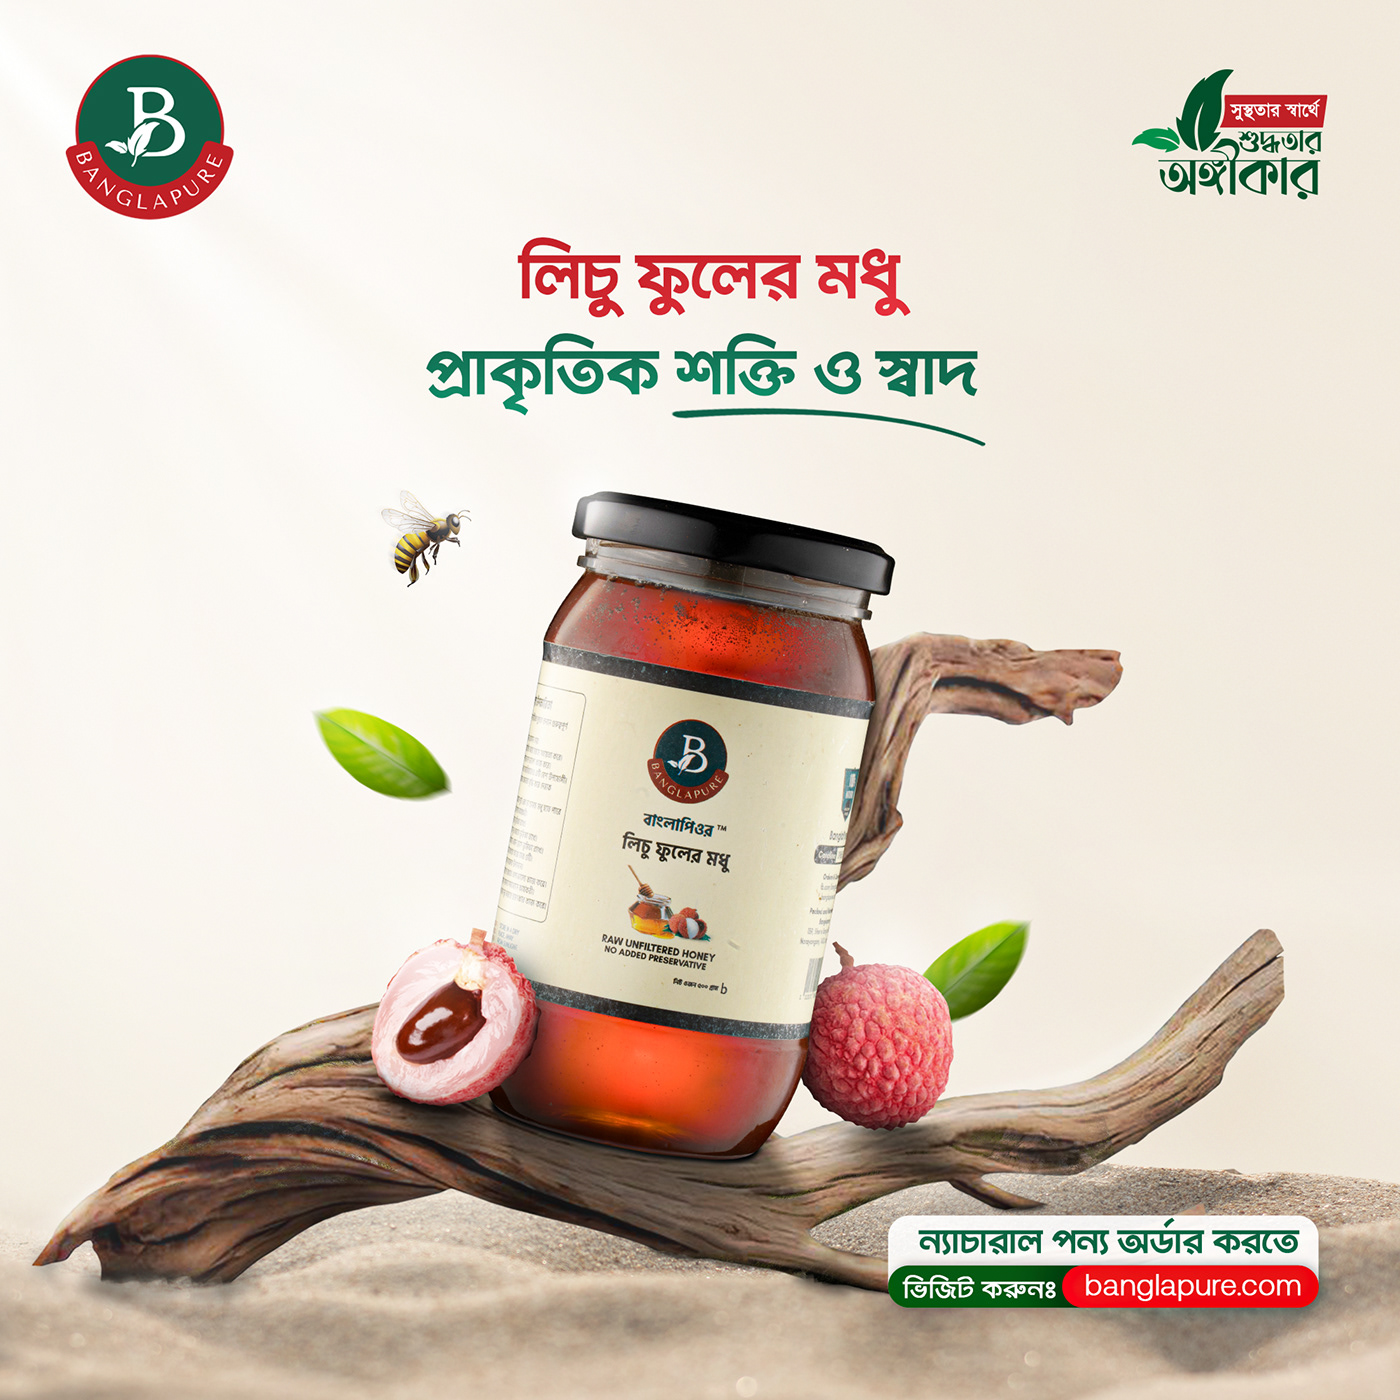 BANGLAPURE
সুস্থতার স্বার্থে
শুদ্ধতার
অঙ্গীকার
লিচু ফুলের মধু
প্রাকৃতিক শক্তি ও স্বাদ
BANGLAPURE
বাংলাপিওর ™
লিচু ফুলের মধু
RAW UNFILTERED HONEY
NO ADDED PRESERVATIVE
ন্যাচারাল পন্য অর্ডার করতে
ভিজিট করুনঃ banglapure.com